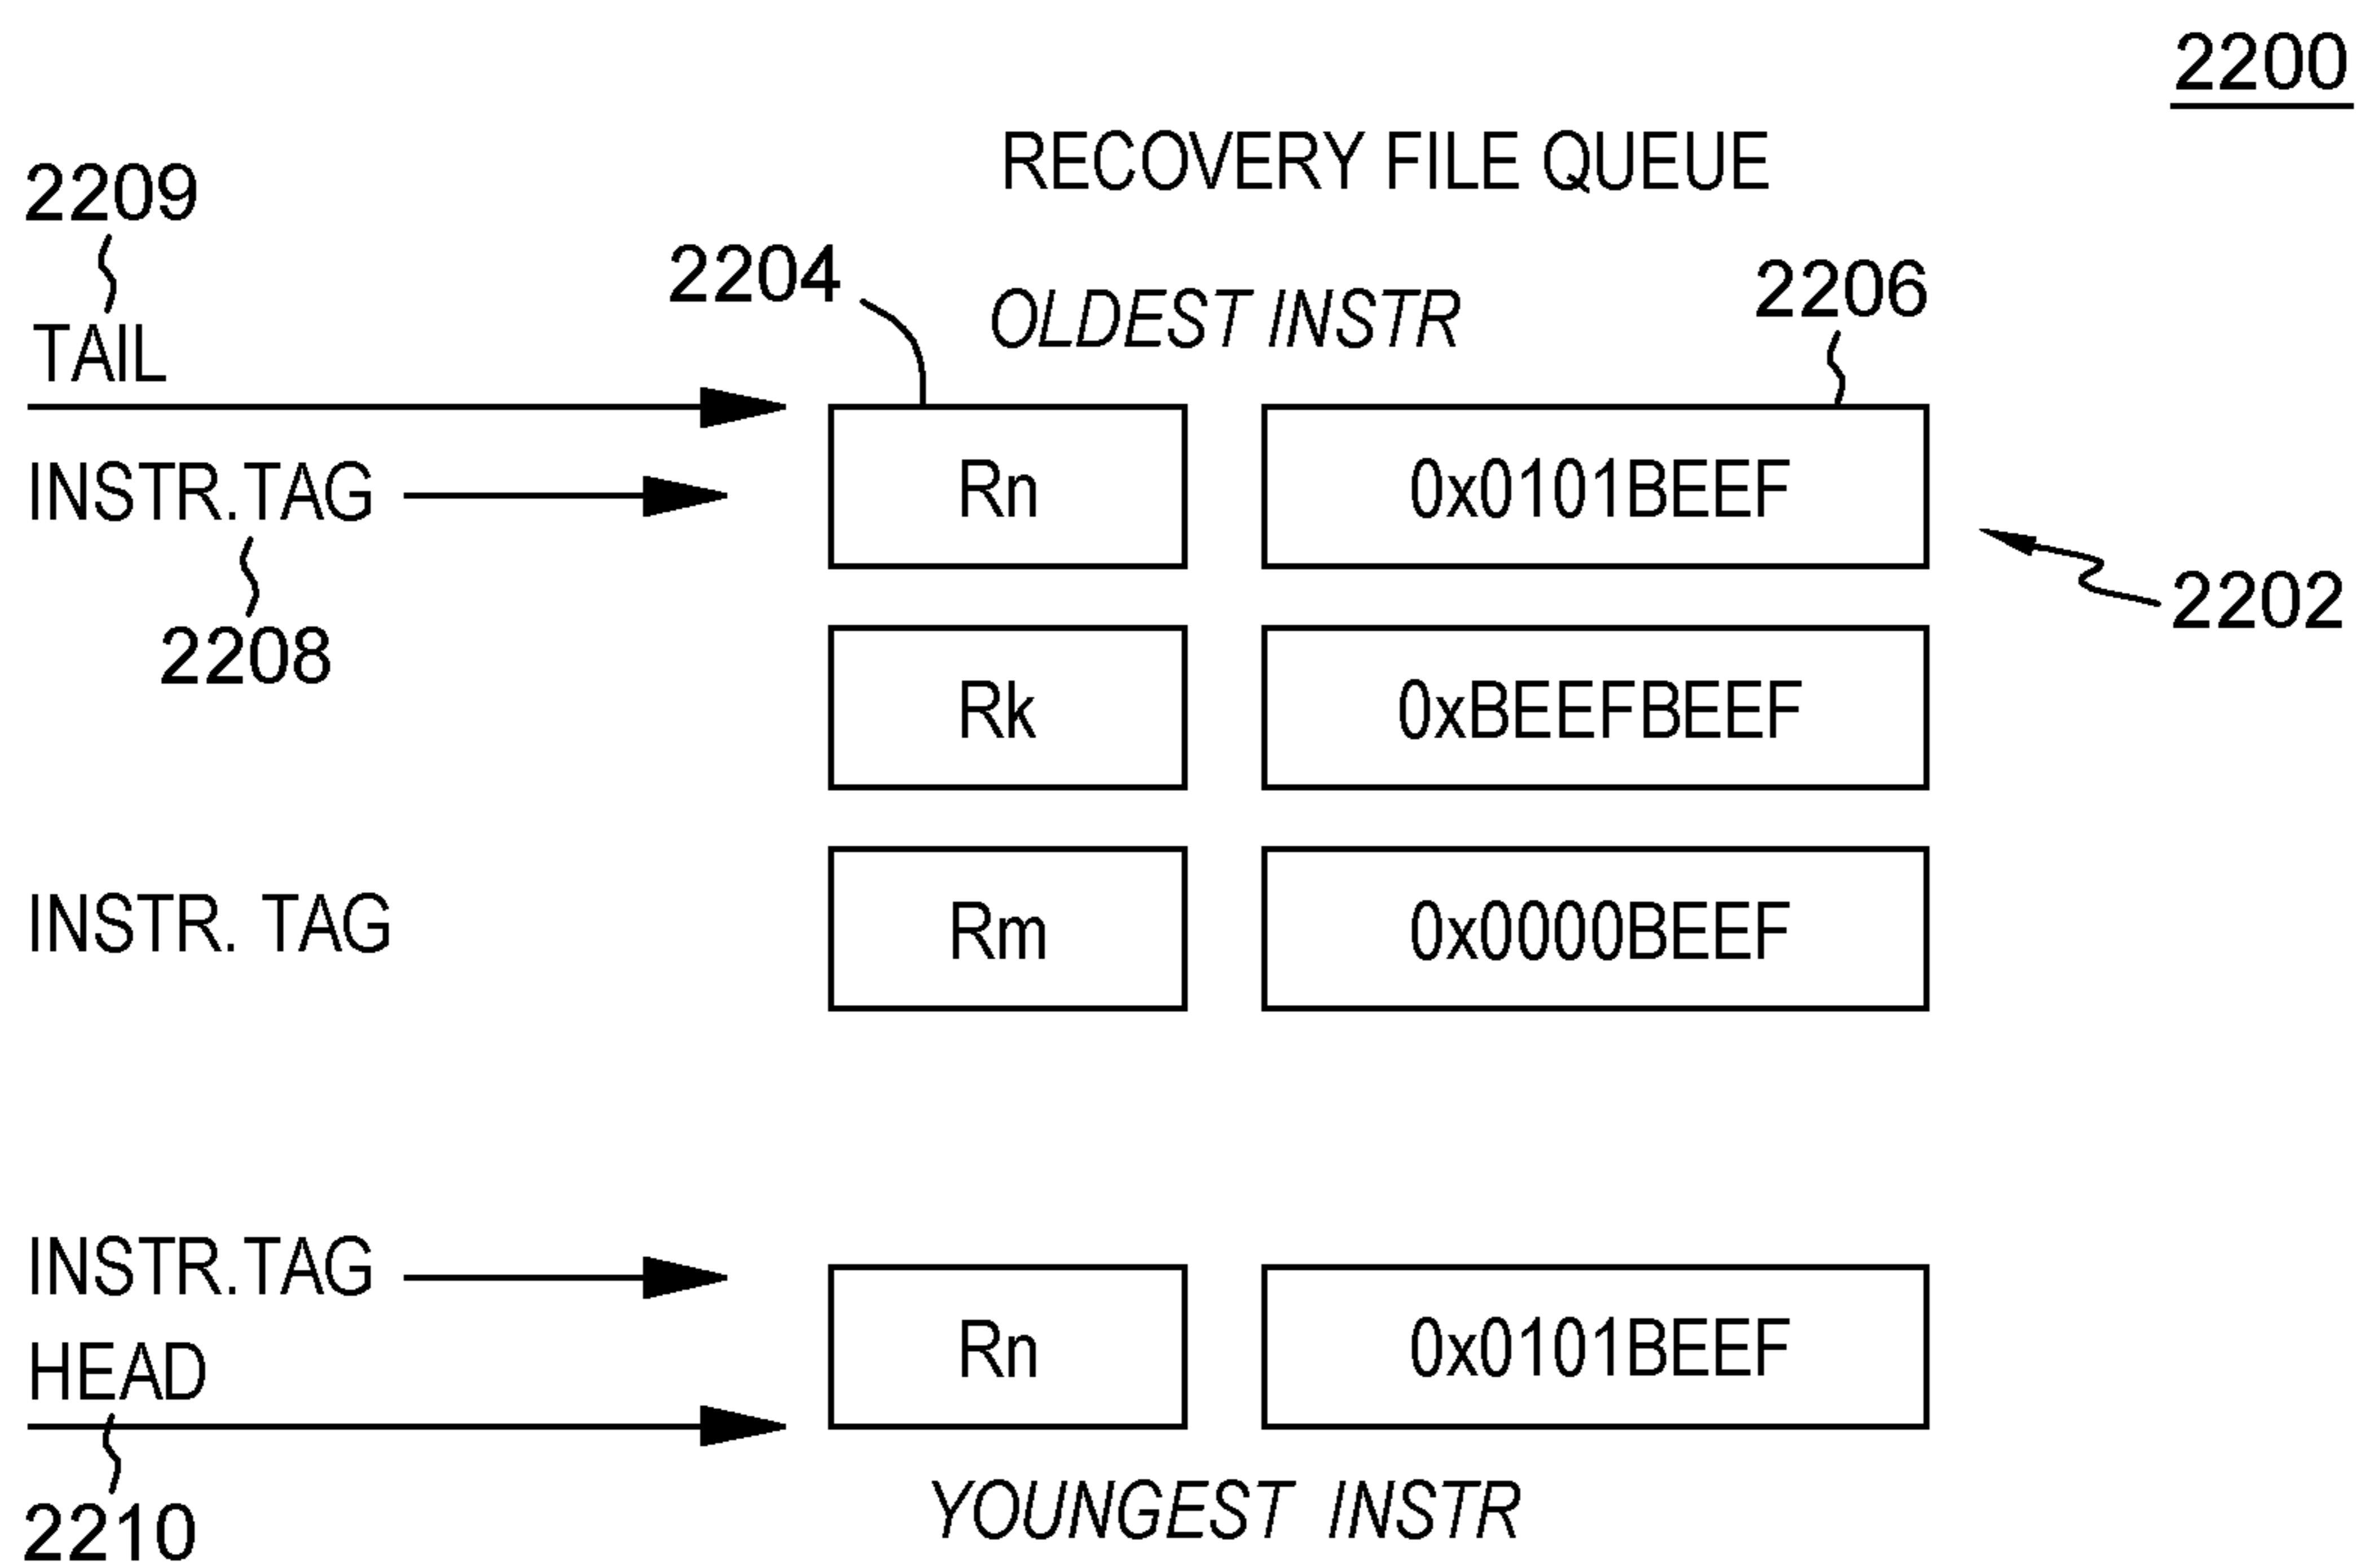 2200
RECOVERY FILE QUEUE
2209
2204
OLDEST INSTR
2206
TAIL
INSTR.TAG
Rn
0x0101BEEF
2202
2208
Rk
0xBEEFBEEF
INSTR. TAG
Rm
0x0000BEEF
INSTR.TAG
Rn
0x0101BEEF
HEAD
2210
YOUNGEST INSTR